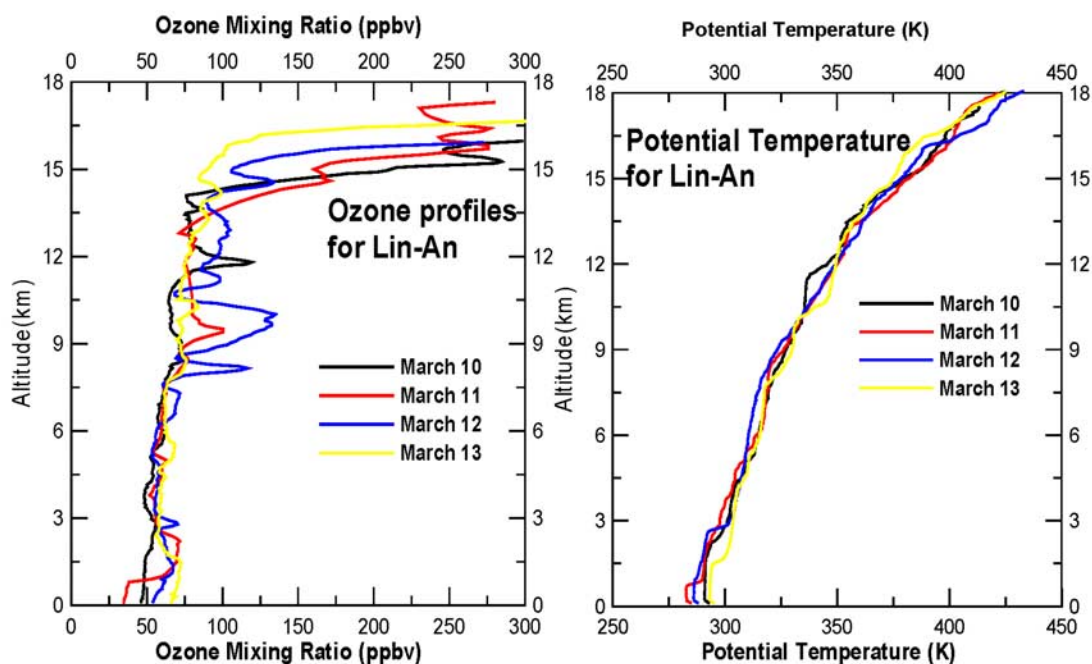 Ozone Mixing Ratio (ppbv)
0 50 100 150 200 250 300
18 18
15 15
12 12
9 9
6 6
3 3
0 0
Altitude(km)
Ozone profiles
for Lin-An
March 10
March 11
March 12
March 13
0 50 100 150 200 250 300
Ozone Mixing Ratio (ppbv)
Potential Temperature (K)
250 300 350 400 450
18 18
15 15
12 12
9 9
6 6
3 3
0 0
Altitude(km)
Potential Temperature
for Lin-An
March 10
March 11
March 12
March 13
250 300 350 400 450
Potential Temperature (K)